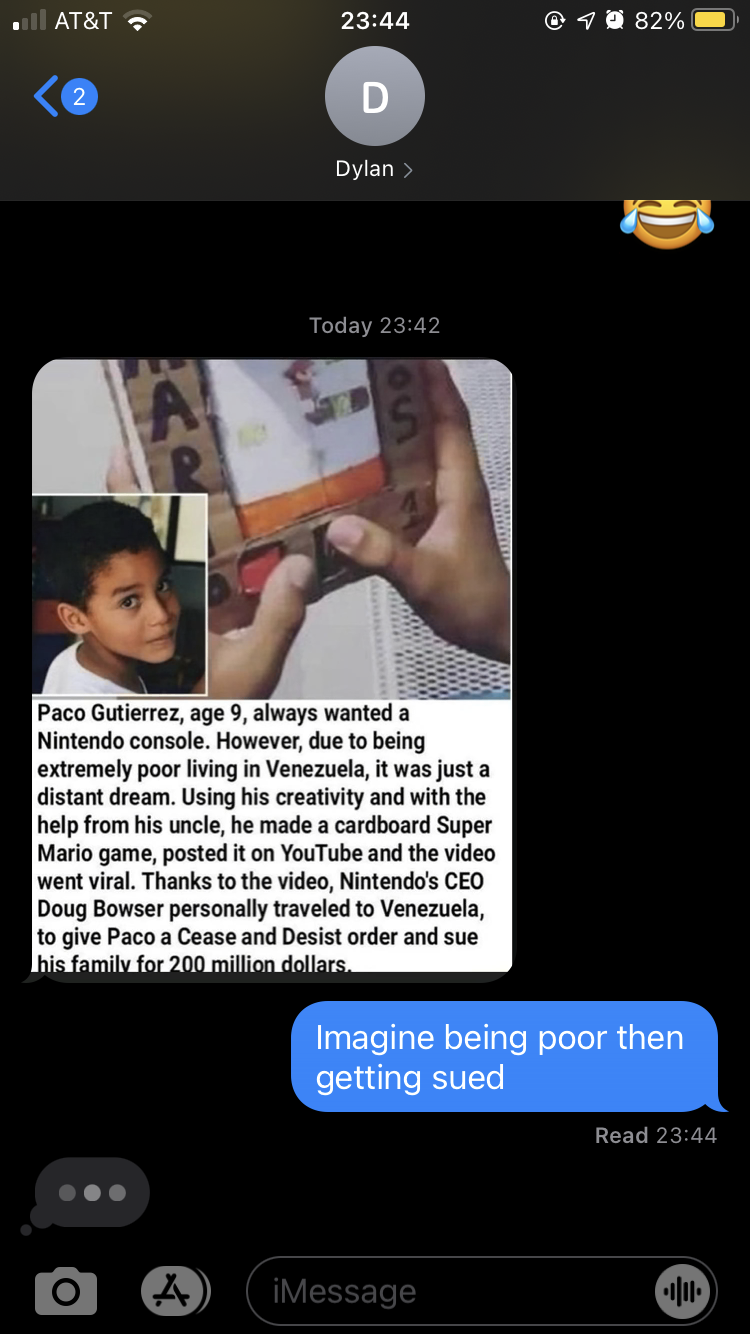 AT&T
23:44
82%
2
D
Dylan
Today 23:42
MAR
OS
4
Paco Gutierrez, age 9, always wanted a
Nintendo console. However, due to being
extremely poor living in Venezuela, it was just a
distant dream. Using his creativity and with the
help from his uncle, he made a cardboard Super
Mario game, posted it on YouTube and the video
went viral. Thanks to the video, Nintendo's CEO
Doug Bowser personally traveled to Venezuela,
to give Paco a Cease and Desist order and sue
his family for 200 million dollars.
Imagine being poor then
getting sued
Read 23:44
iMessage